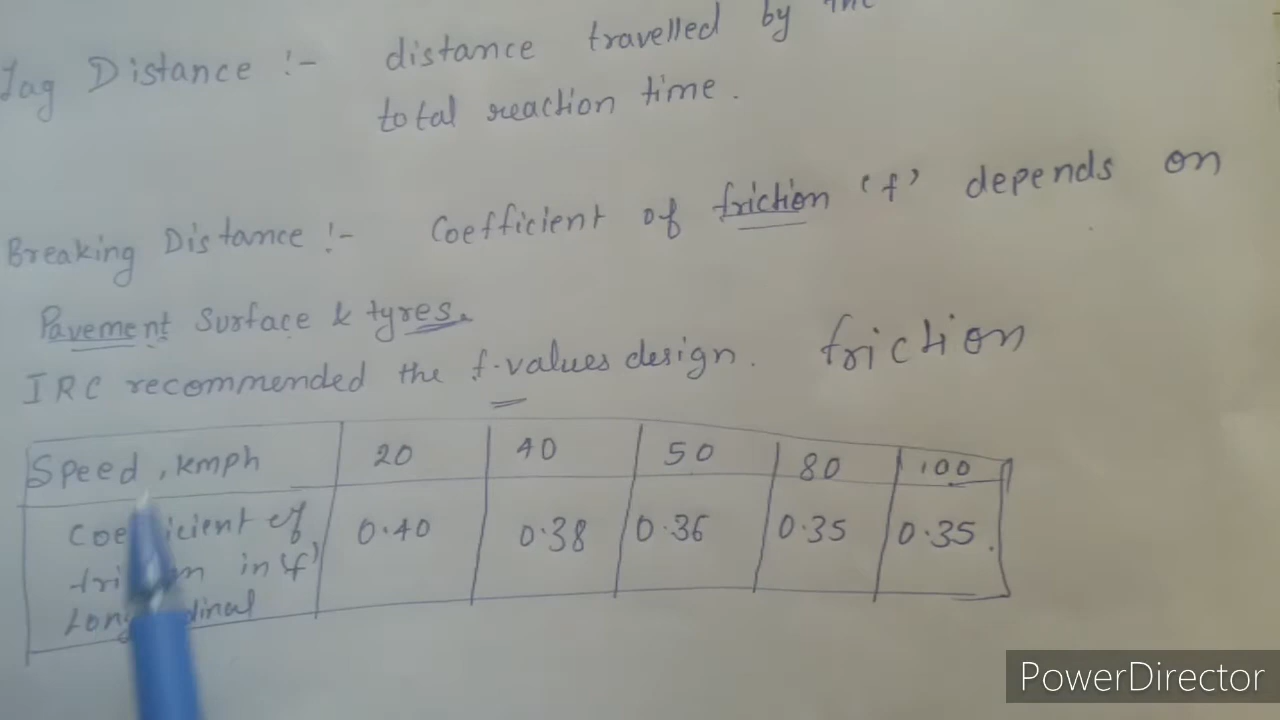 Lag Distance :- distance travelled by the
total reaction time.
Breaking Distance :- Coefficient of friction 'f' depends on
Pavement Surface & tyres.
IRC recommended the f-values design. friction
Speed, kmph 20 40 50 80 100
Coefficient of 0.40 0.38 0.36 0.35 0.35.
in 'f'
PowerDirector